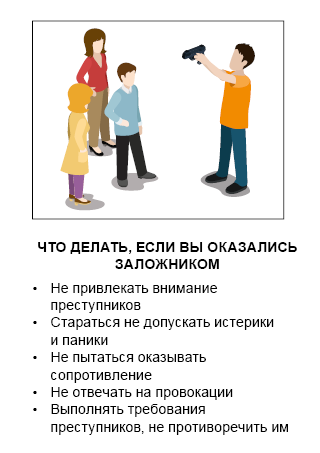 ЧТО ДЕЛАТЬ, ЕСЛИ ВЫ ОКАЗАЛИСЬ
ЗАЛОЖНИКОМ
• Не привлекать внимание
преступников
• Стараться не допускать истерики
и паники
• Не пытаться оказывать
сопротивление
• Не отвечать на провокации
• Выполнять требования
преступников, не противоречить им